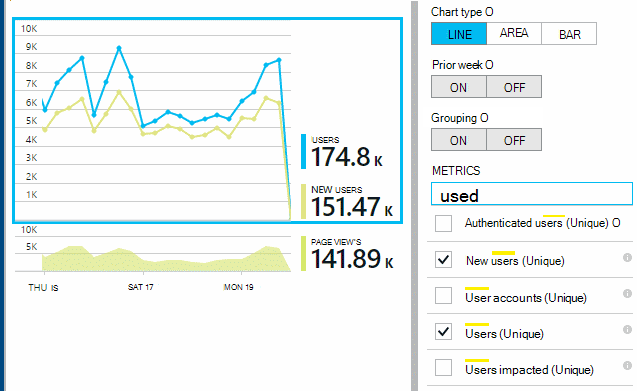 10K
9K
8K
7K
6K
5K
4K
3K
2K
1K
USERS
174.8 K
NEW USERS
151.47 K
10K
5K
PAGE VIEW'S
141.89 K
THU IS
SAT 17
MON 19
Chart type O
LINE AREA BAR
Prior week O
ON OFF
Grouping O
ON OFF
METRICS
used
Authenticated users (Unique) O
New users (Unique)
User accounts (Unique)
Users (Unique)
Users impacted (Unique)